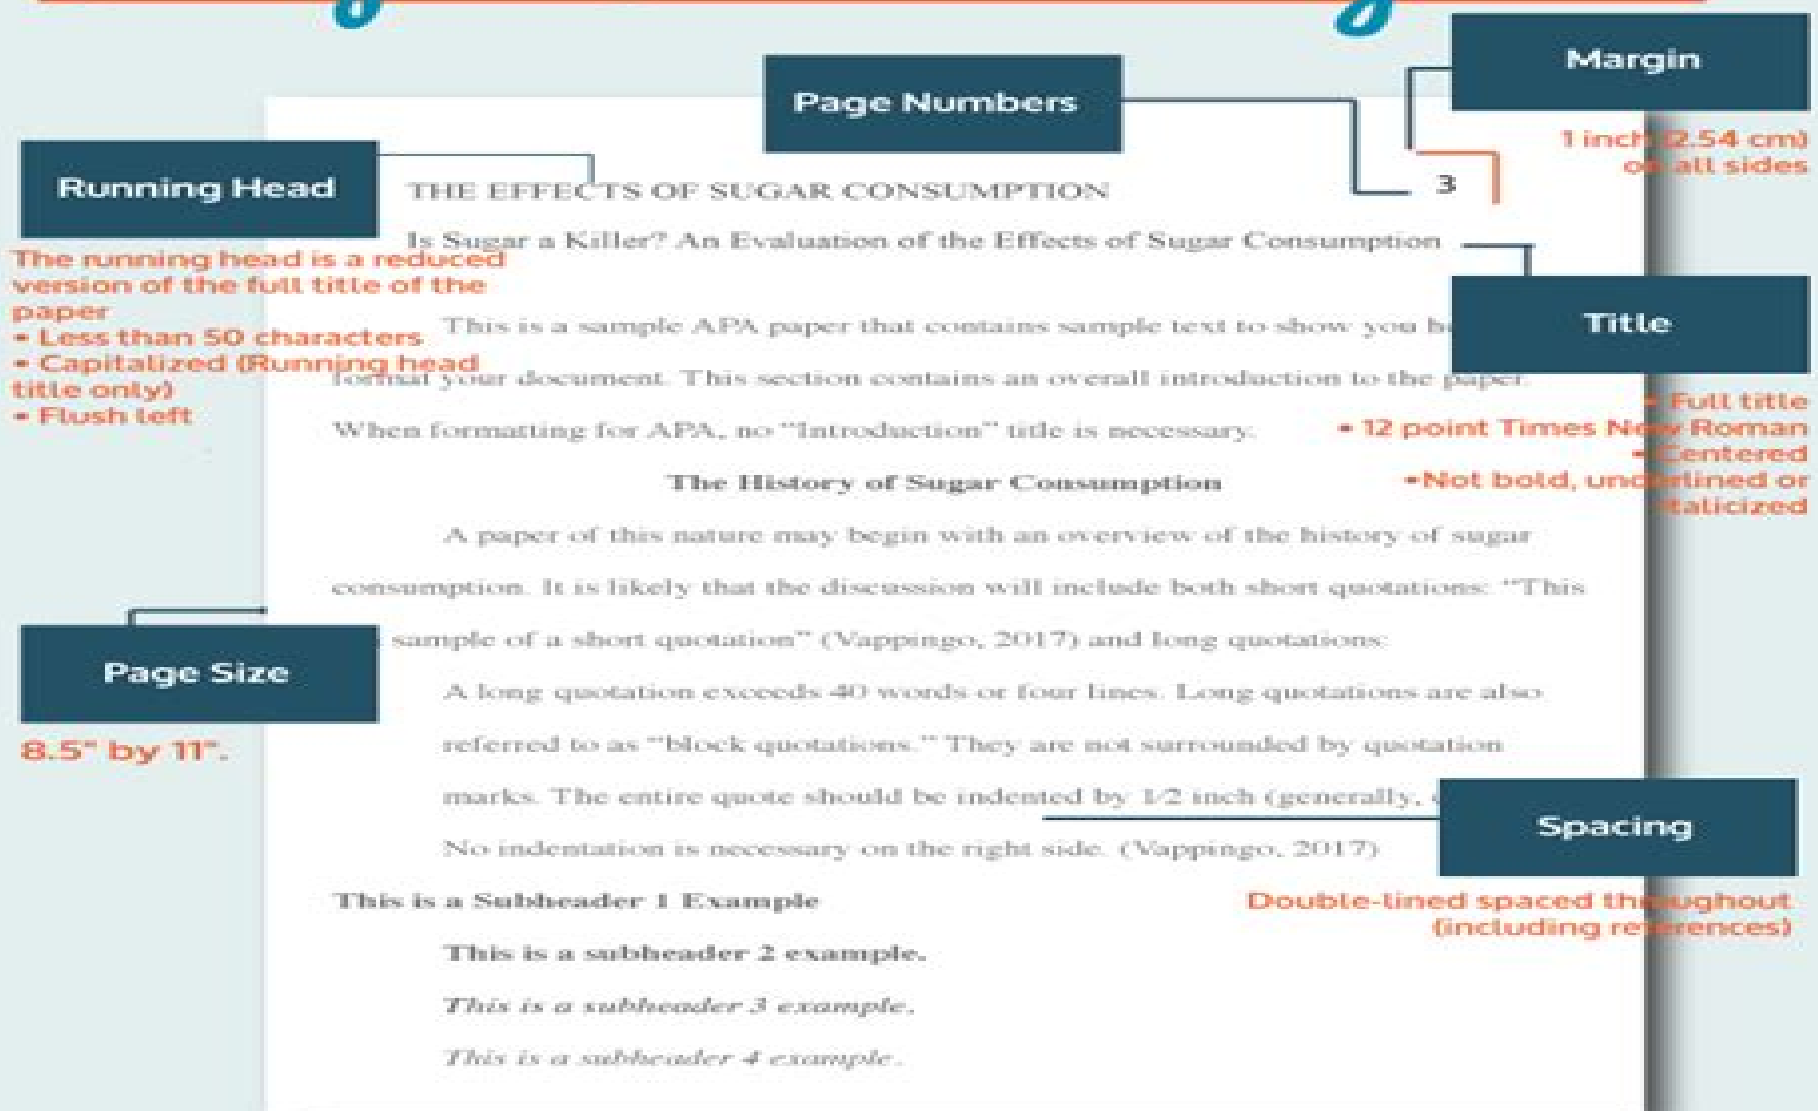 Margin
Page Numbers
1 inch (2.54 cm)
on all sides
Running Head
THE EFFECTS OF SUGAR CONSUMPTION
3
Is Sugar a Killer? An Evaluation of the Effects of Sugar Consumption
The running head is a reduced
version of the full title of the
paper
• Less than 50 characters
• Capitalized (Running head
title only)
• Flush left
Title
This is a sample APA paper that contains sample text to show you
format your document. This section contains an overall introduction to the paper.
When formatting for APA, no "Introduction" title is necessary.
• Full title
• 12 point Times New Roman
• Centered
•Not bold, underlined or
italicized
The History of Sugar Consumption
A paper of this nature may begin with an overview of the history of sugar
consumption. It is likely that the discussion will include both short quotations: "This
sample of a short quotation" (Vappingo, 2017) and long quotations:
Page Size
8.5" by 11".
A long quotation exceeds 40 words or four lines. Long quotations are also
referred to as "block quotations." They are not surrounded by quotation
marks. The entire quote should be indented by 1/2 inch (generally,
No indentation is necessary on the right side. (Vappingo, 2017)
Spacing
Double-lined spaced throughout
(including references)
This is a Subheader 1 Example
This is a subheader 2 example.
This is a subheader 3 example.
This is a subheader 4 example.